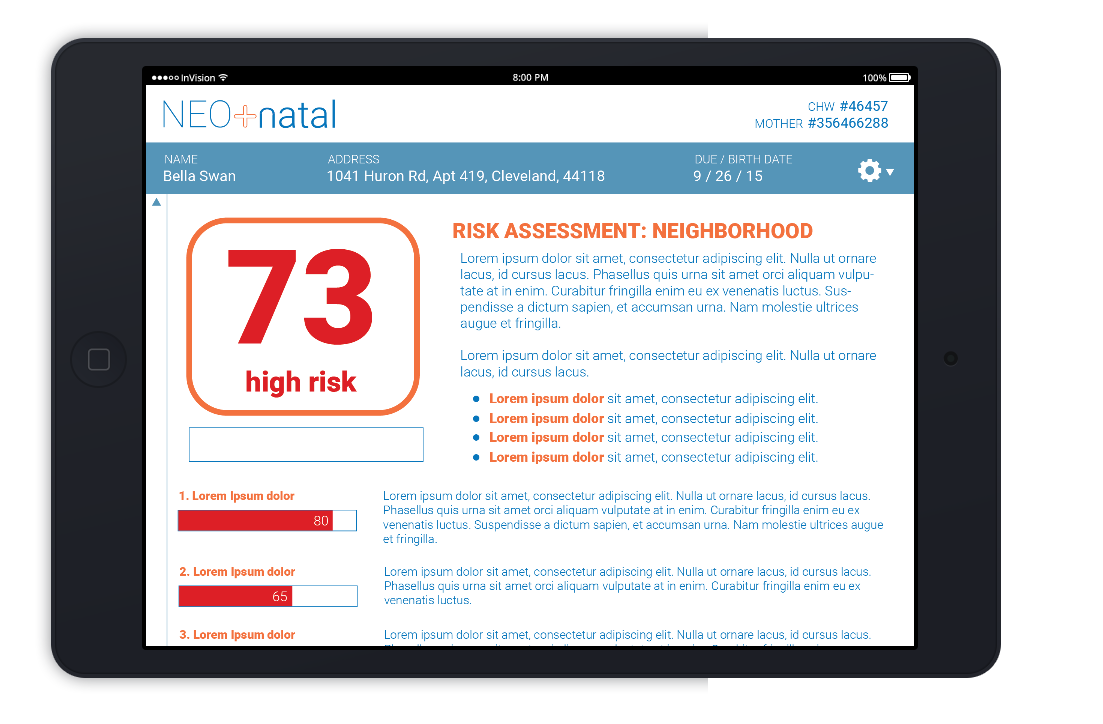 InVision 8:00 PM 100%
NEO+natal
CHW #46457
MOTHER #356466288
NAME ADDRESS DUE / BIRTH DATE
Bella Swan 1041 Huron Rd, Apt 419, Cleveland, 44118 9 / 26 / 15
73
high risk
RISK ASSESSMENT: NEIGHBORHOOD
Lorem ipsum dolor sit amet, consectetur adipiscing elit. Nulla ut ornare
lacus, id cursus lacus. Phasellus quis urna sit amet orci aliquam vulpu-
tate at in enim. Curabitur fringilla enim eu ex venenatis luctus. Sus-
pendisse a dictum sapien, et accumsan urna. Nam molestie ultrices
augue et fringilla.
Lorem ipsum dolor sit amet, consectetur adipiscing elit. Nulla ut ornare
lacus, id cursus lacus.
Lorem ipsum dolor sit amet, consectetur adipiscing elit.
Lorem ipsum dolor sit amet, consectetur adipiscing elit.
Lorem ipsum dolor sit amet, consectetur adipiscing elit.
Lorem ipsum dolor sit amet, consectetur adipiscing elit.
1. Lorem Ipsum dolor
80
Lorem ipsum dolor sit amet, consectetur adipiscing elit. Nulla ut ornare lacus, id cursus lacus.
Phasellus quis urna sit amet orci aliquam vulputate at in enim. Curabitur fringilla enim eu ex
venenatis luctus. Suspendisse a dictum sapien, et accumsan urna. Nam molestie ultrices augue
et fringilla.
2. Lorem Ipsum dolor
65
Lorem ipsum dolor sit amet, consectetur adipiscing elit. Nulla ut ornare lacus, id cursus lacus.
Phasellus quis urna sit amet orci aliquam vulputate at in enim. Curabitur fringilla enim eu ex
venenatis luctus.
3. Lorem Ipsum dolor
Lorem ipsum dolor sit amet, consectetur adipiscing elit. Nulla ut ornare lacus, id cursus lacus.